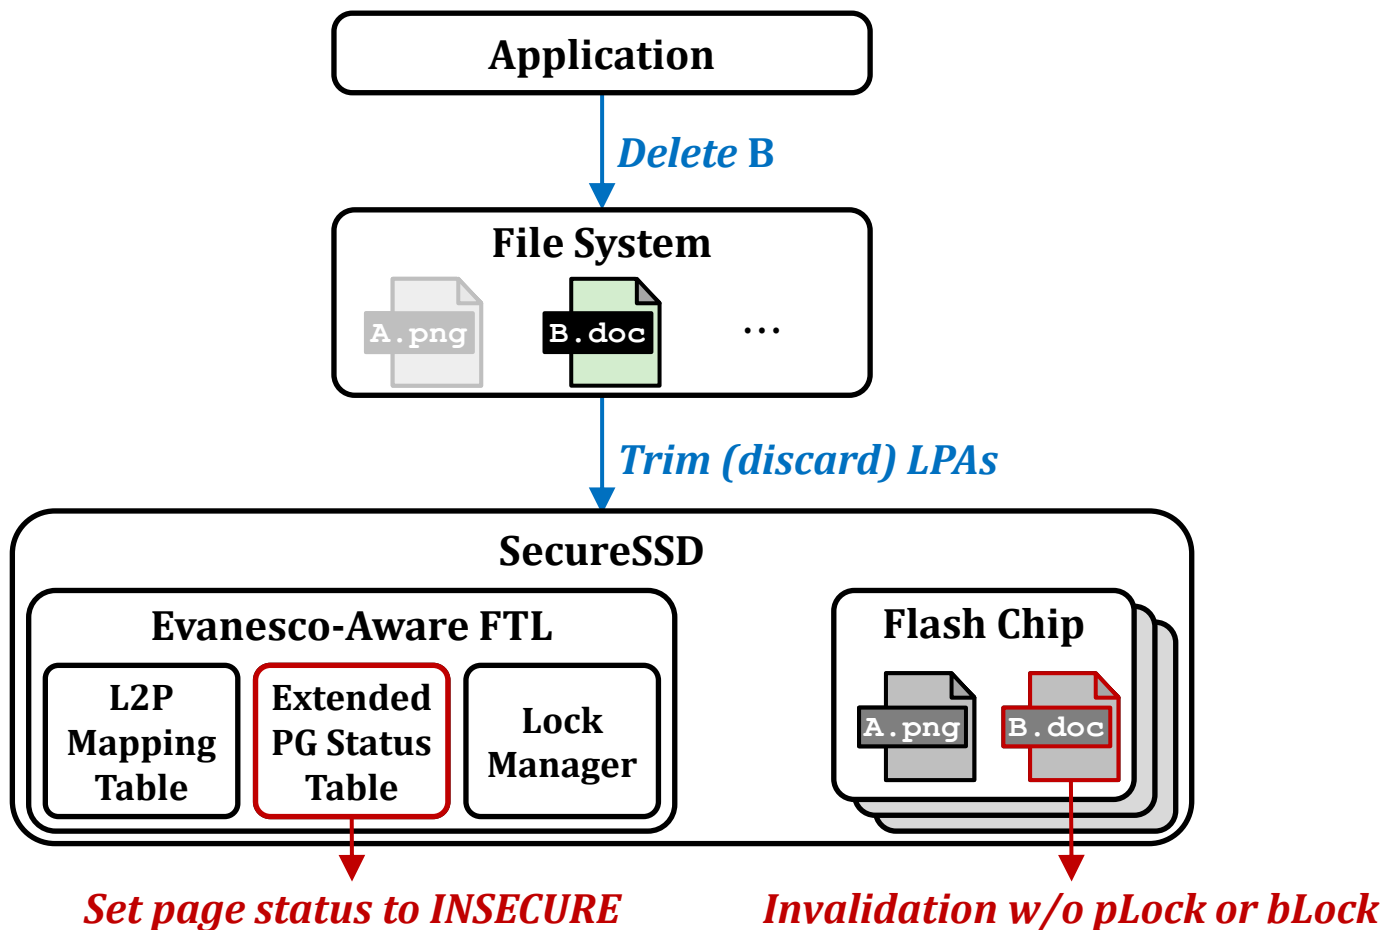 Application
Delete B
File System
A.png
B.doc
...
Trim (discard) LPAs
SecureSSD
Evanesco-Aware FTL
L2P
Mapping
Table
Extended
PG Status
Table
Lock
Manager
Flash Chip
A.png
B.doc
Set page status to INSECURE
Invalidation w/o pLock or bLock